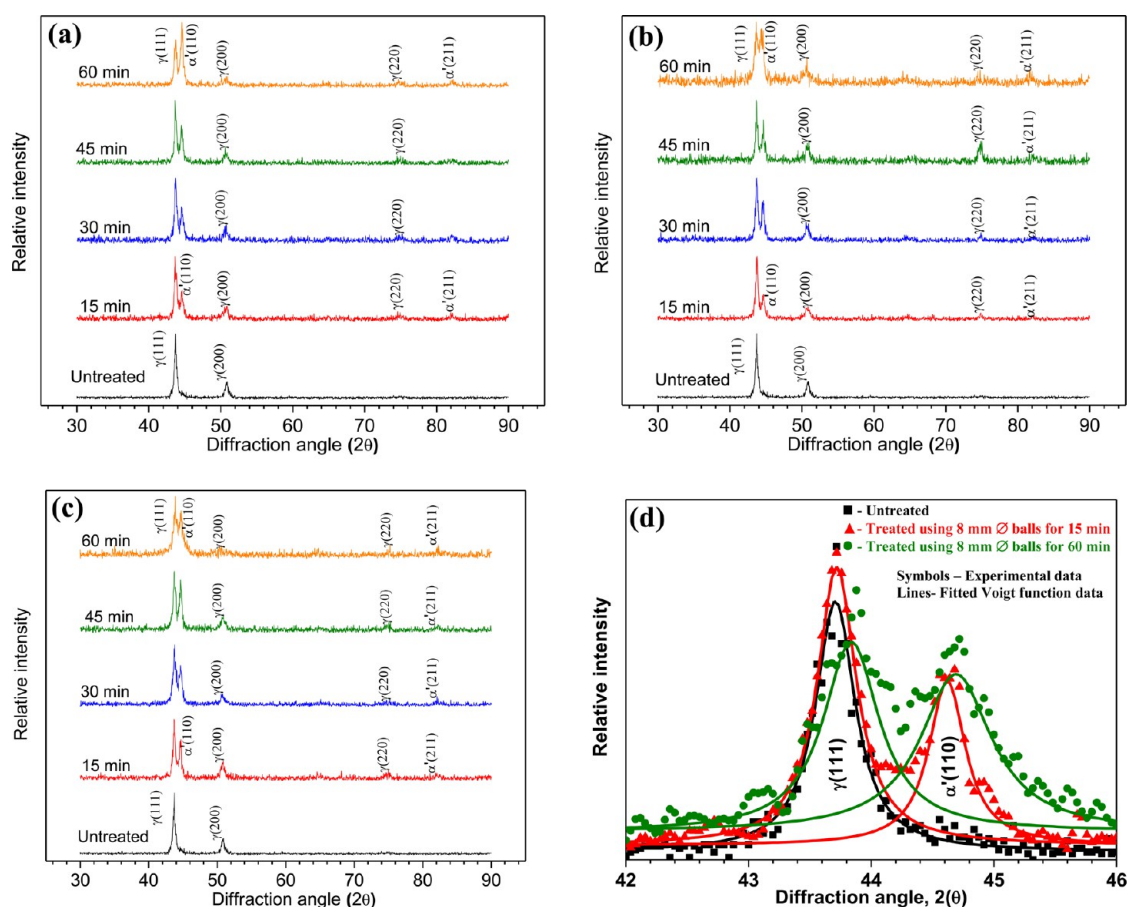 (a)
γ(111)
α'(110)
γ(200)
γ(220)
α'(211)
60 min
45 min
γ(200)
γ(220)
30 min
γ(200)
γ(220)
15 min
α'(110)
γ(200)
γ(220)
α'(211)
Untreated
γ(111)
γ(200)
Relative intensity
30 40 50 60 70 80 90
Diffraction angle (2θ)
(b)
γ(111)
α'(110)
γ(200)
γ(220)
α'(211)
60 min
45 min
γ(200)
γ(220)
α'(211)
30 min
γ(200)
γ(220)
α'(211)
15 min
α'(110)
γ(200)
γ(220)
α'(211)
Untreated
γ(111)
γ(200)
Relative intensity
30 40 50 60 70 80 90
Diffraction angle (2θ)
(c)
γ(111)
α'(110)
γ(200)
γ(220)
α'(211)
60 min
45 min
γ(200)
γ(220)
α'(211)
30 min
γ(200)
γ(220)
α'(211)
15 min
α'(110)
γ(200)
γ(220)
α'(211)
Untreated
γ(111)
γ(200)
Relative intensity
30 40 50 60 70 80 90
Diffraction angle (2θ)
(d)
- Untreated
- Treated using 8 mm Ø balls for 15 min
- Treated using 8 mm Ø balls for 60 min
Symbols – Experimental data
Lines- Fitted Voigt function data
γ(111)
α'(110)
Relative intensity
42 43 44 45 46
Diffraction angle, 2(θ)